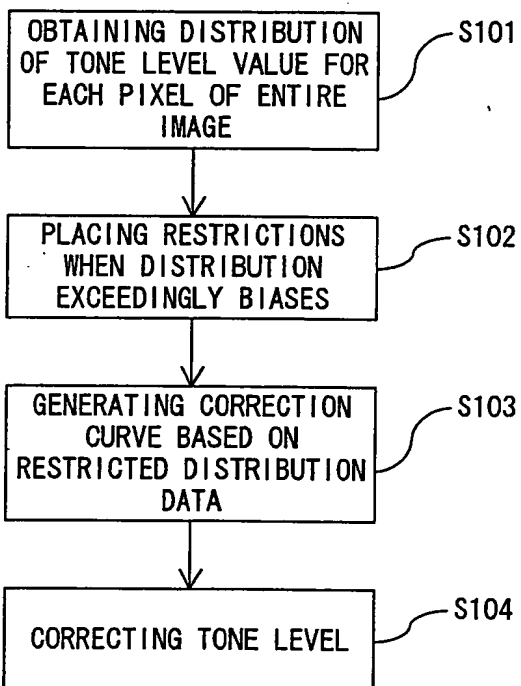 OBTAINING DISTRIBUTION
OF TONE LEVEL VALUE FOR
EACH PIXEL OF ENTIRE
IMAGE
S101
PLACING RESTRICTIONS
WHEN DISTRIBUTION
EXCEEDINGLY BIASES
S102
GENERATING CORRECTION
CURVE BASED ON
RESTRICTED DISTRIBUTION
DATA
S103
CORRECTING TONE LEVEL
S104